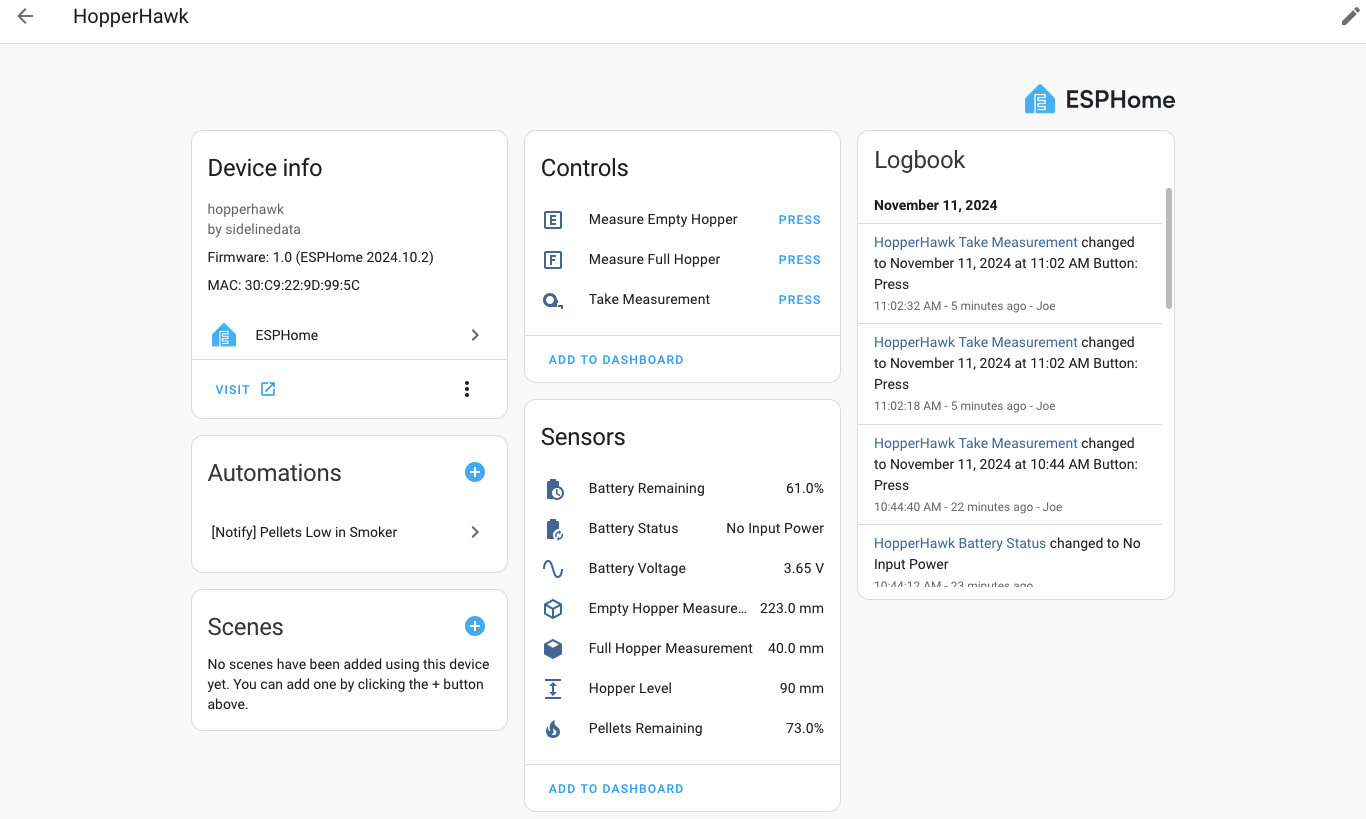 HopperHawk
ESPHome
Device info
hopperhawk
by sidelinedata
Firmware: 1.0 (ESPHome 2024.10.2)
MAC: 30:C9:22:9D:99:5C
ESPHome
VISIT
Automations
[Notify] Pellets Low in Smoker
Scenes
No scenes have been added using this device
yet. You can add one by clicking the + button
above.
Controls
E Measure Empty Hopper PRESS
F Measure Full Hopper PRESS
Take Measurement PRESS
ADD TO DASHBOARD
Sensors
Battery Remaining 61.0%
Battery Status No Input Power
Battery Voltage 3.65 V
Empty Hopper Measure... 223.0 mm
Full Hopper Measurement 40.0 mm
Hopper Level 90 mm
Pellets Remaining 73.0%
ADD TO DASHBOARD
Logbook
November 11, 2024
HopperHawk Take Measurement changed
to November 11, 2024 at 11:02 AM Button:
Press
11:02:32 AM - 5 minutes ago - Joe
HopperHawk Take Measurement changed
to November 11, 2024 at 11:02 AM Button:
Press
11:02:18 AM - 5 minutes ago - Joe
HopperHawk Take Measurement changed
to November 11, 2024 at 10:44 AM Button:
Press
10:44:40 AM - 22 minutes ago - Joe
HopperHawk Battery Status changed to No
Input Power
10:44:12 AM - 23 minutes ago